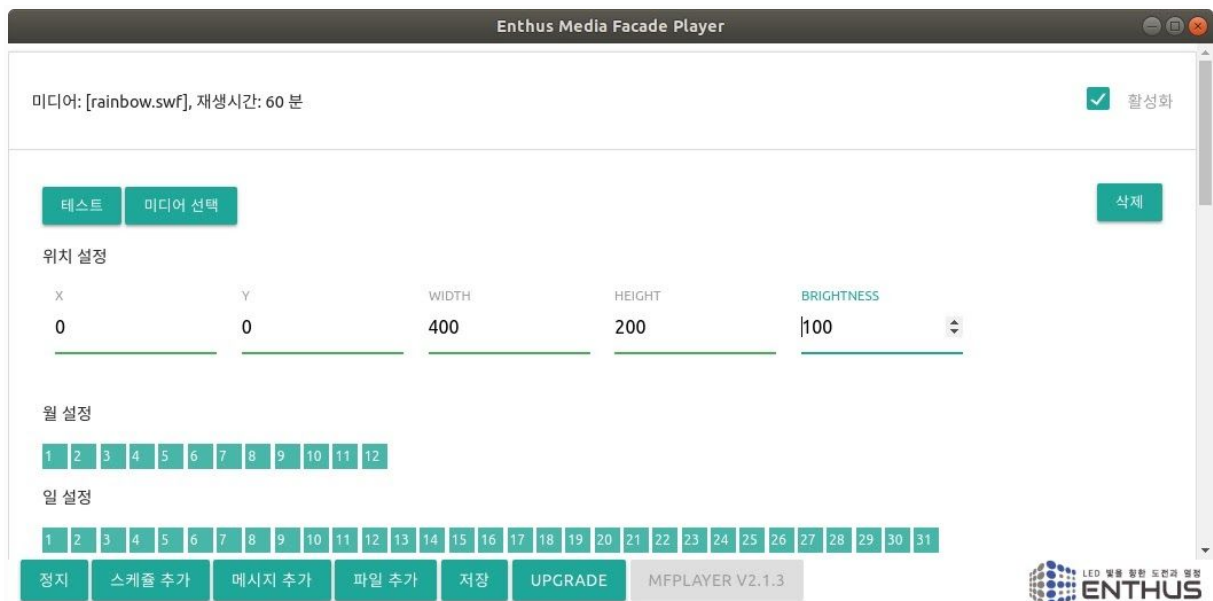 Enthus Media Facade Player
미디어: [rainbow.swf], 재생시간: 60 분
활성화
테스트 미디어 선택 삭제
위치 설정
X Y WIDTH HEIGHT BRIGHTNESS
0 0 400 200 100
월 설정
1 2 3 4 5 6 7 8 9 10 11 12
일 설정
1 2 3 4 5 6 7 8 9 10 11 12 13 14 15 16 17 18 19 20 21 22 23 24 25 26 27 28 29 30 31
정지 스케쥴 추가 메시지 추가 파일 추가 저장 UPGRADE MFPLAYER V2.1.3
LED 빛을 향한 도전과 열정
ENTHUS